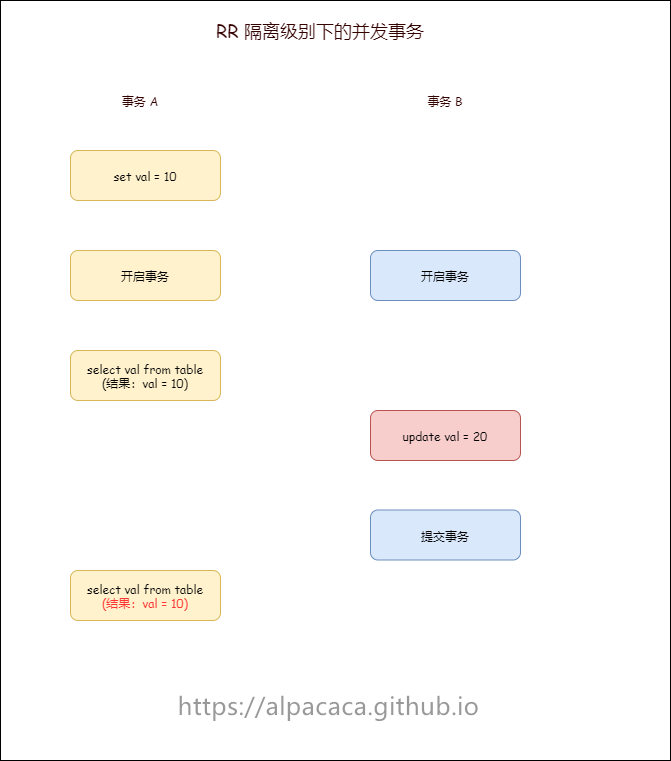 RR 隔离级别下的并发事务
事务 A
事务 B
set val = 10
开启事务
开启事务
select val from table
(结果：val = 10)
update val = 20
提交事务
select val from table
(结果：val = 10)
https://alpacaca.github.io